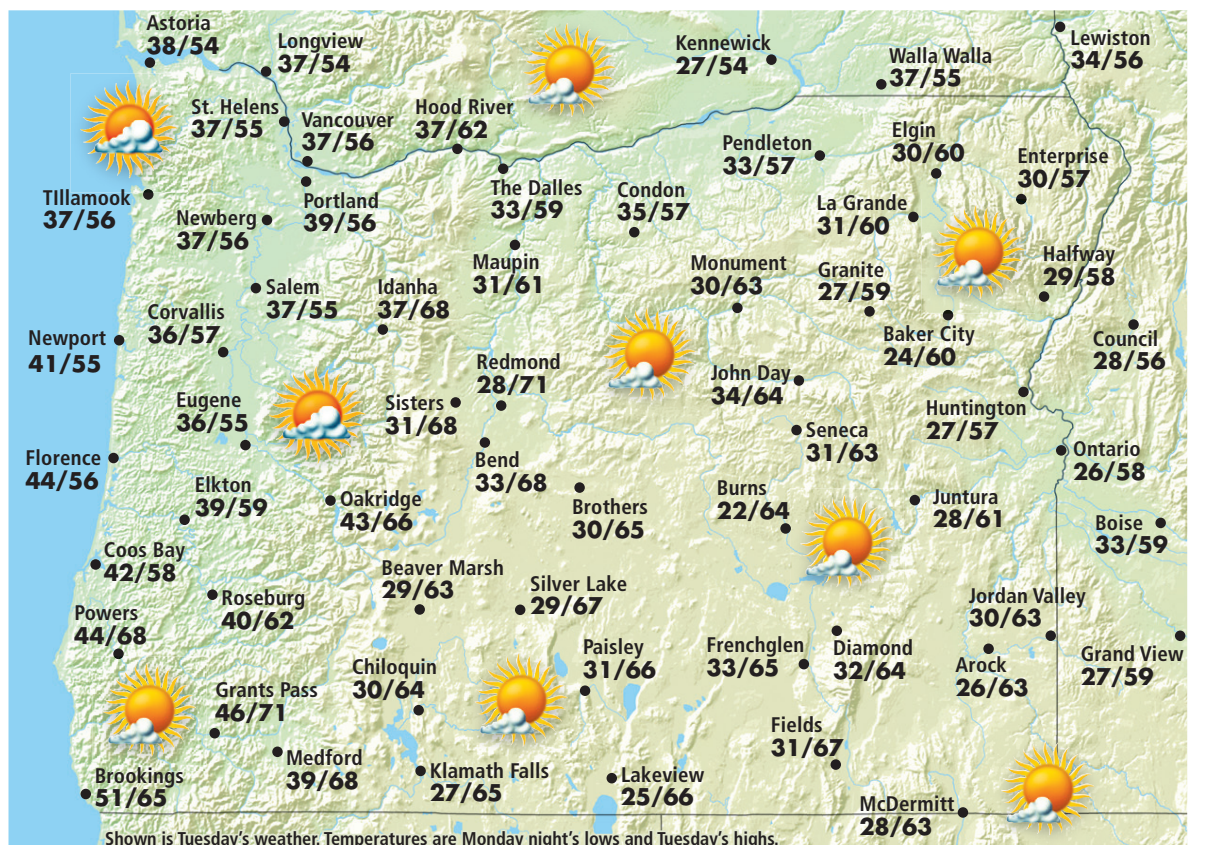 Astoria
38/54
Longview
37/54
Kennewick
27/54
Walla Walla
37/55
Lewiston
34/56
St. Helens
37/55
Vancouver
37/56
Hood River
37/62
Pendleton
33/57
Elgin
30/60
Enterprise
30/57
TIllamook
37/56
Newberg
37/56
Portland
39/56
The Dalles
33/59
Condon
35/57
La Grande
31/60
Maupin
31/61
Monument
30/63
Granite
27/59
Halfway
29/58
Salem
37/55
Idanha
37/68
Corvallis
36/57
Newport
41/55
Baker City
24/60
Council
28/56
Redmond
28/71
John Day
34/64
Eugene
36/55
Sisters
31/68
Huntington
27/57
Seneca
31/63
Ontario
26/58
Florence
44/56
Bend
33/68
Elkton
39/59
Oakridge
43/66
Brothers
30/65
Burns
22/64
Juntura
28/61
Boise
33/59
Coos Bay
42/58
Beaver Marsh
29/63
Silver Lake
29/67
Roseburg
40/62
Jordan Valley
30/63
Powers
44/68
Paisley
31/66
Frenchglen
33/65
Diamond
32/64
Arock
26/63
Grand View
27/59
Chiloquin
30/64
Grants Pass
46/71
Fields
31/67
Medford
39/68
Klamath Falls
27/65
Lakeview
25/66
Brookings
51/65
McDermitt
28/63
Shown is Tuesday's weather. Temperatures are Monday night's lows and Tuesday's highs.